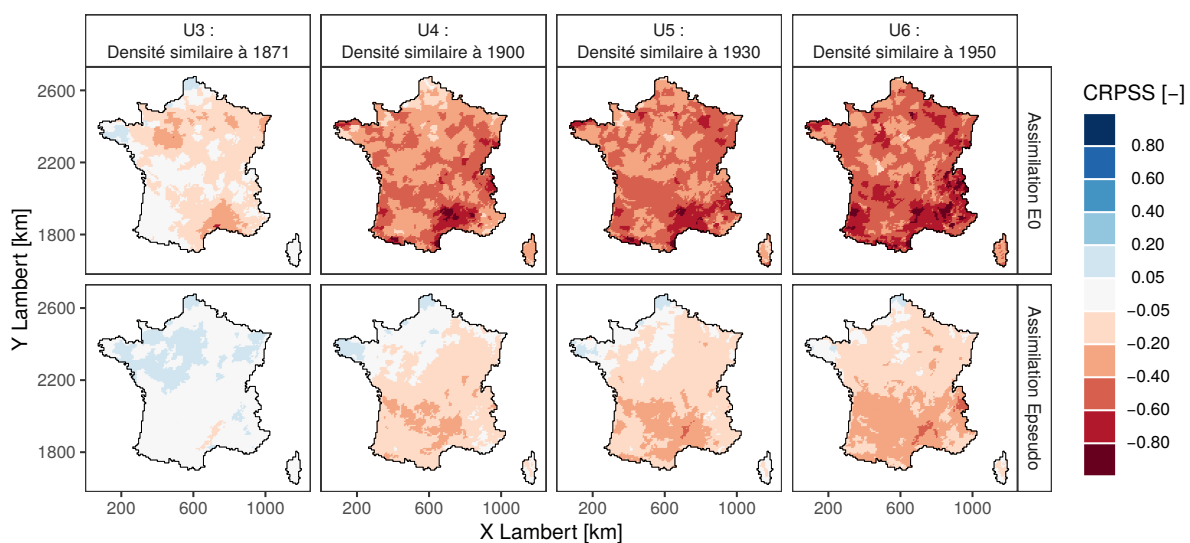 U3 :
Densité similaire à 1871
U4 :
Densité similaire à 1900
U5 :
Densité similaire à 1930
U6 :
Densité similaire à 1950
2600
2200
1800
Assimilation E0
2600
2200
1800
Assimilation Epseudo
Y Lambert [km]
200 600 1000
200 600 1000
200 600 1000
200 600 1000
X Lambert [km]
CRPSS [−]
0.80
0.60
0.40
0.20
0.05
−0.05
−0.20
−0.40
−0.60
−0.80